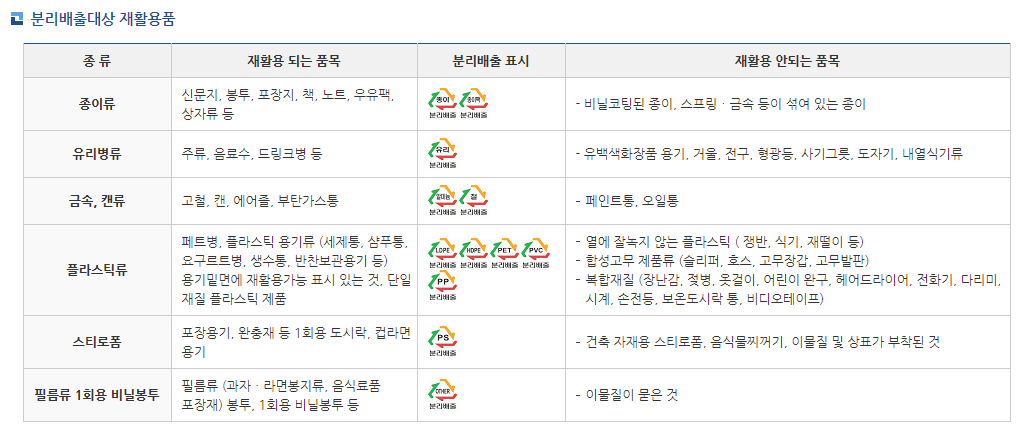 분리배출대상 재활용품
종 류 재활용 되는 품목 분리배출 표시 재활용 안되는 품목
종이류
신문지, 봉투, 포장지, 책, 노트, 우유팩,
상자류 등
종이 종이팩
분리배출 분리배출
- 비닐코팅된 종이, 스프링ㆍ금속 등이 섞여 있는 종이
유리병류
주류, 음료수, 드링크병 등
유리
분리배출
- 유백색화장품 용기, 거울, 전구, 형광등, 사기그릇, 도자기, 내열식기류
금속, 캔류
고철, 캔, 에어졸, 부탄가스통
알미늄 철
분리배출 분리배출
- 페인트통, 오일통
플라스틱류
페트병, 플라스틱 용기류 (세제통, 샴푸통,
요구르트병, 생수통, 반찬보관용기 등)
용기밑면에 재활용가능 표시 있는 것, 단일
재질 플라스틱 제품
LDPE HDPE PET PVC
분리배출 분리배출 분리배출 분리배출
PP
분리배출
- 열에 잘녹지 않는 플라스틱 ( 쟁반, 식기, 재떨이 등)
- 합성고무 제품류 (슬리퍼, 호스, 고무장갑, 고무발판)
- 복합재질 (장난감, 젖병, 옷걸이, 어린이 완구, 헤어드라이어, 전화기, 다리미,
시계, 손전등, 보온도시락 통, 비디오테이프)
스티로폼
포장용기, 완충재 등 1회용 도시락, 컵라면
용기
PS
분리배출
- 건축 자재용 스티로폼, 음식물찌꺼기, 이물질 및 상표가 부착된 것
필름류 1회용 비닐봉투
필름류 (과자ㆍ라면봉지류, 음식료품
포장재) 봉투, 1회용 비닐봉투 등
OTHER
분리배출
- 이물질이 묻은 것